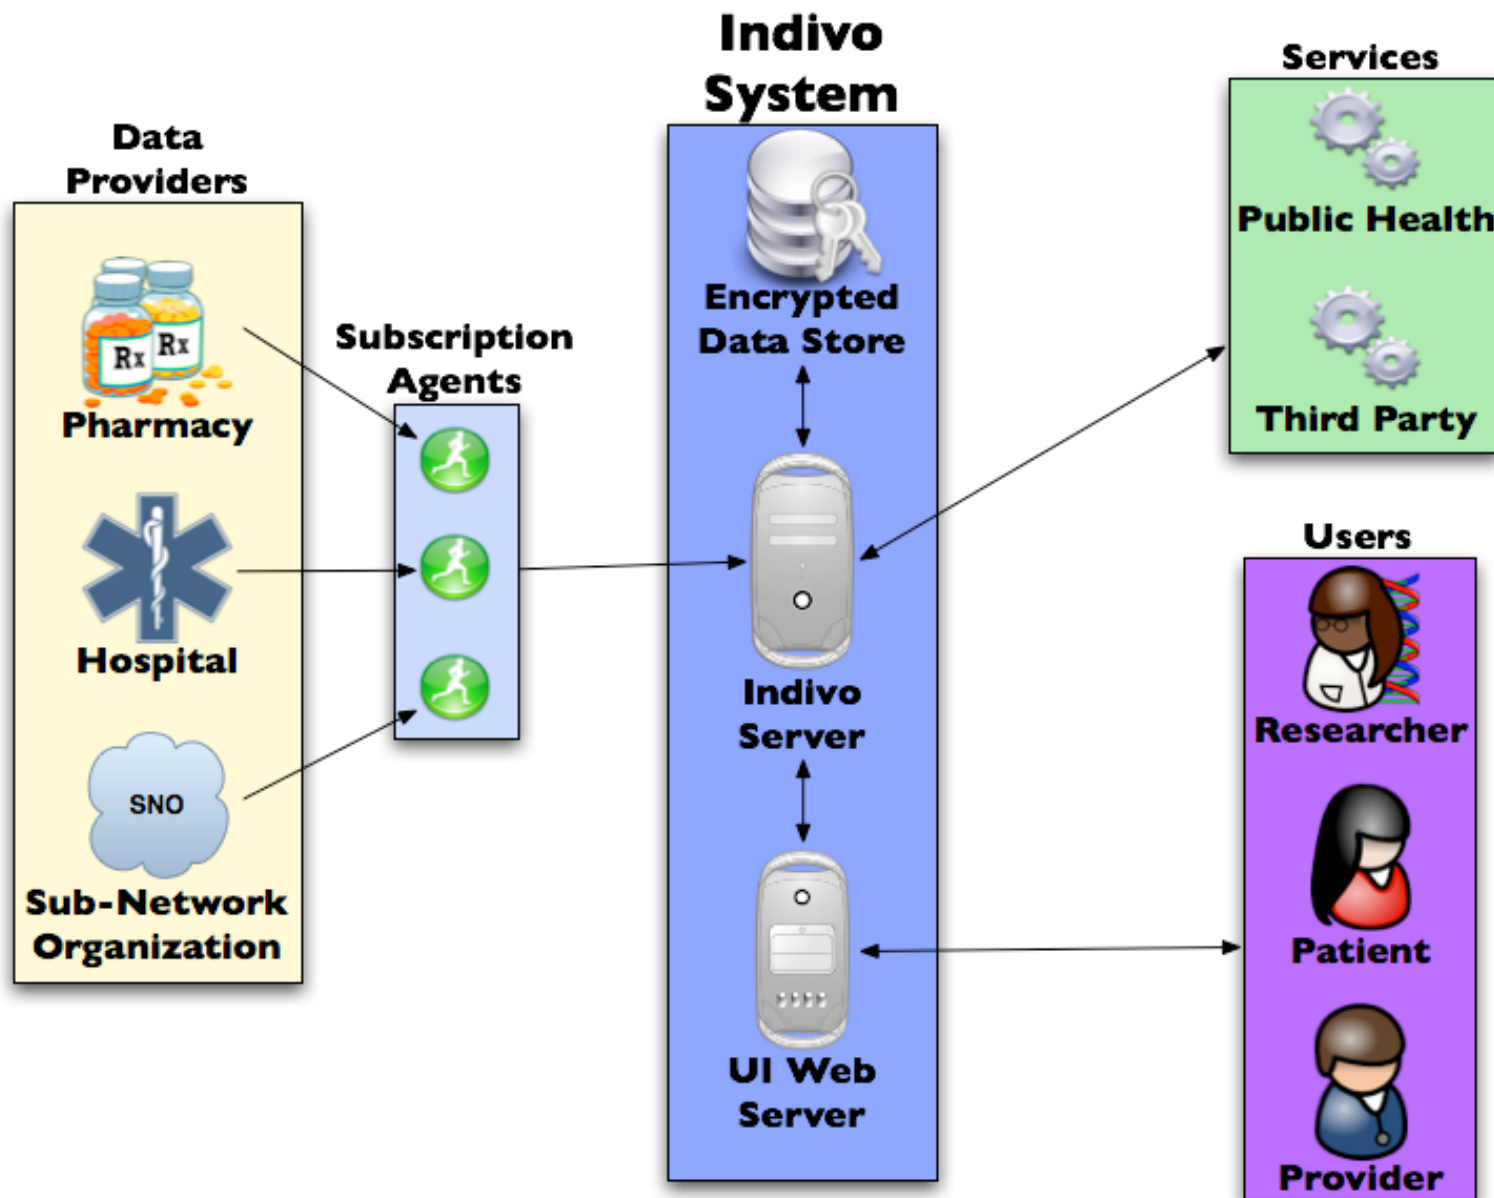 Indivo
System
Data
Providers
Rx
Rx
Pharmacy
Hospital
SNO
Sub-Network
Organization
Subscription
Agents
Encrypted
Data Store
Indivo
Server
UI Web
Server
Services
Public Health
Third Party
Users
Researcher
Patient
Provider